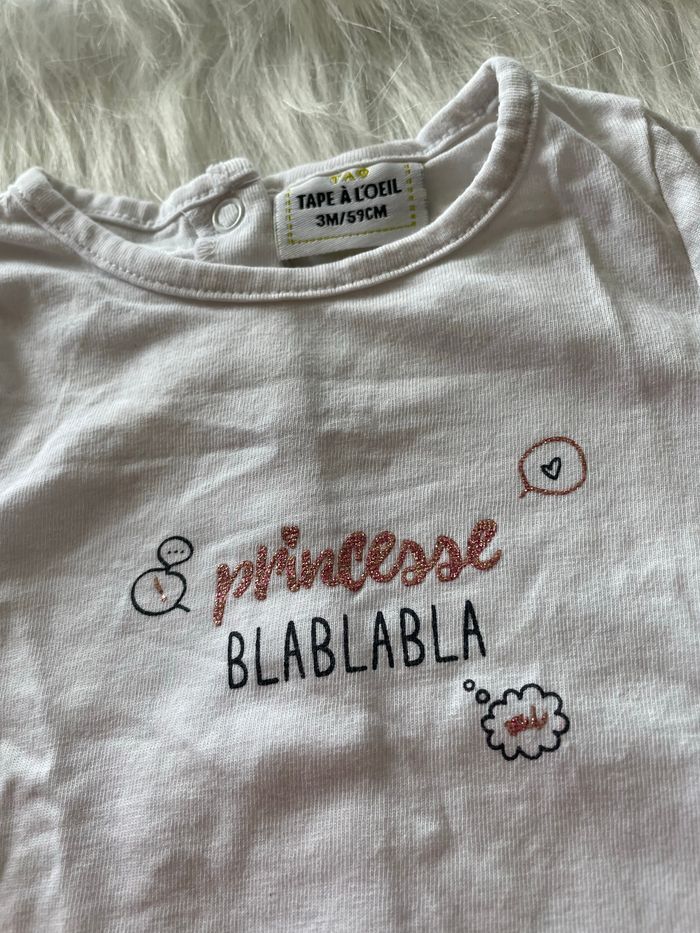 TAO
TAPE À L'OEIL
3M/59CM
...
!
princesse
BLABLABLA